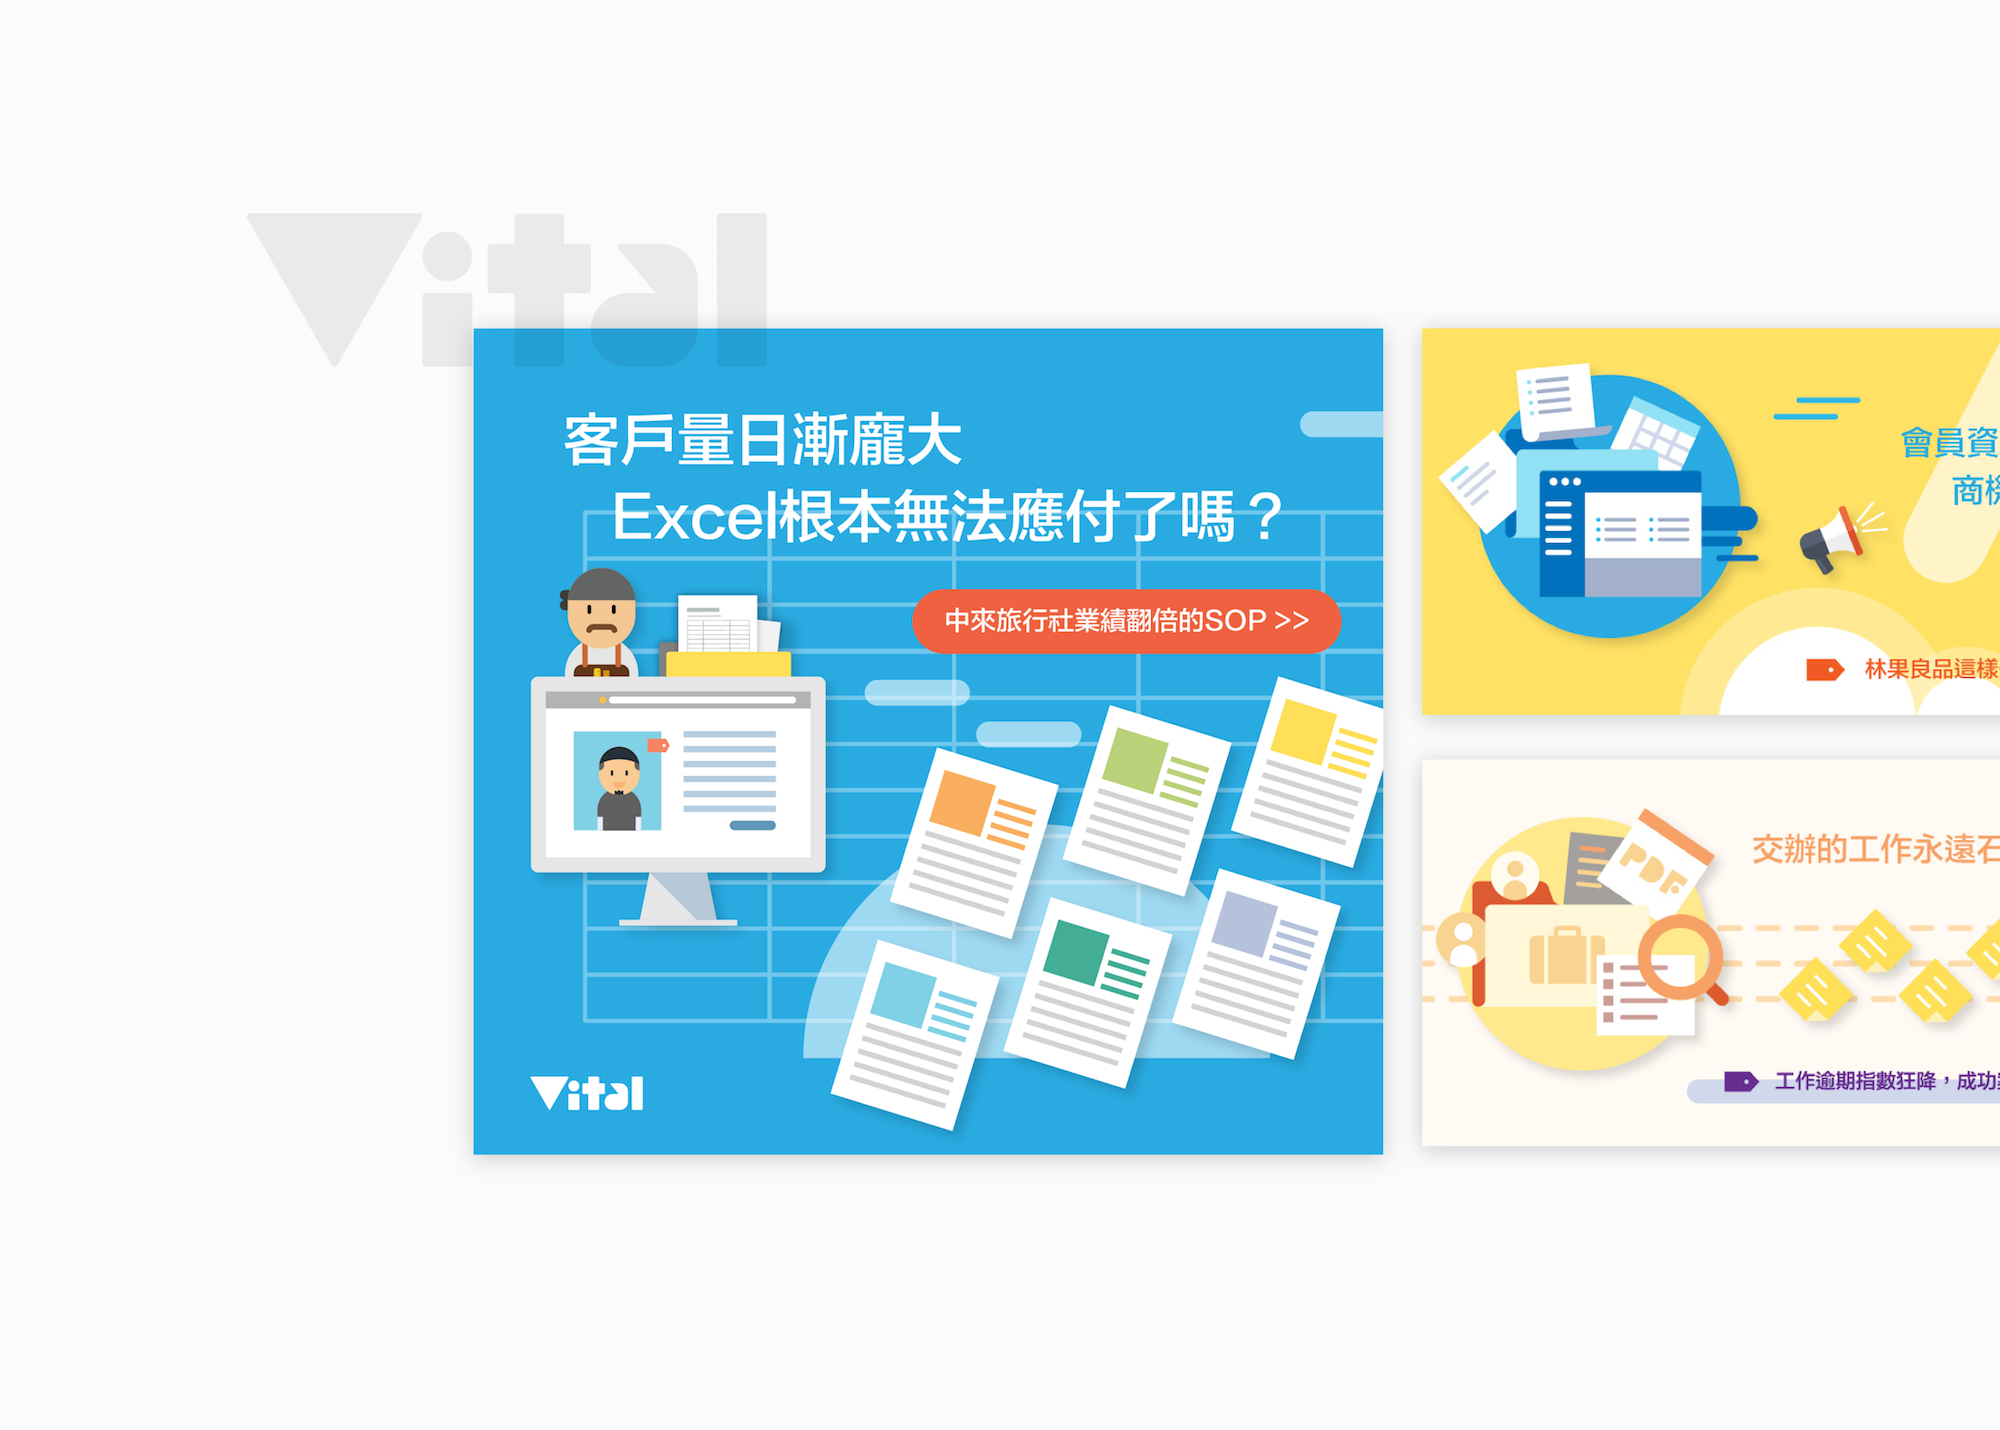 Vital
客戶量日漸龐大
Excel根本無法應付了嗎？
中來旅行社業績翻倍的SOP >>
Vital
會員資
商機
林果良品這樣
PDF
交辦的工作永遠石
工作逾期指數狂降，成功